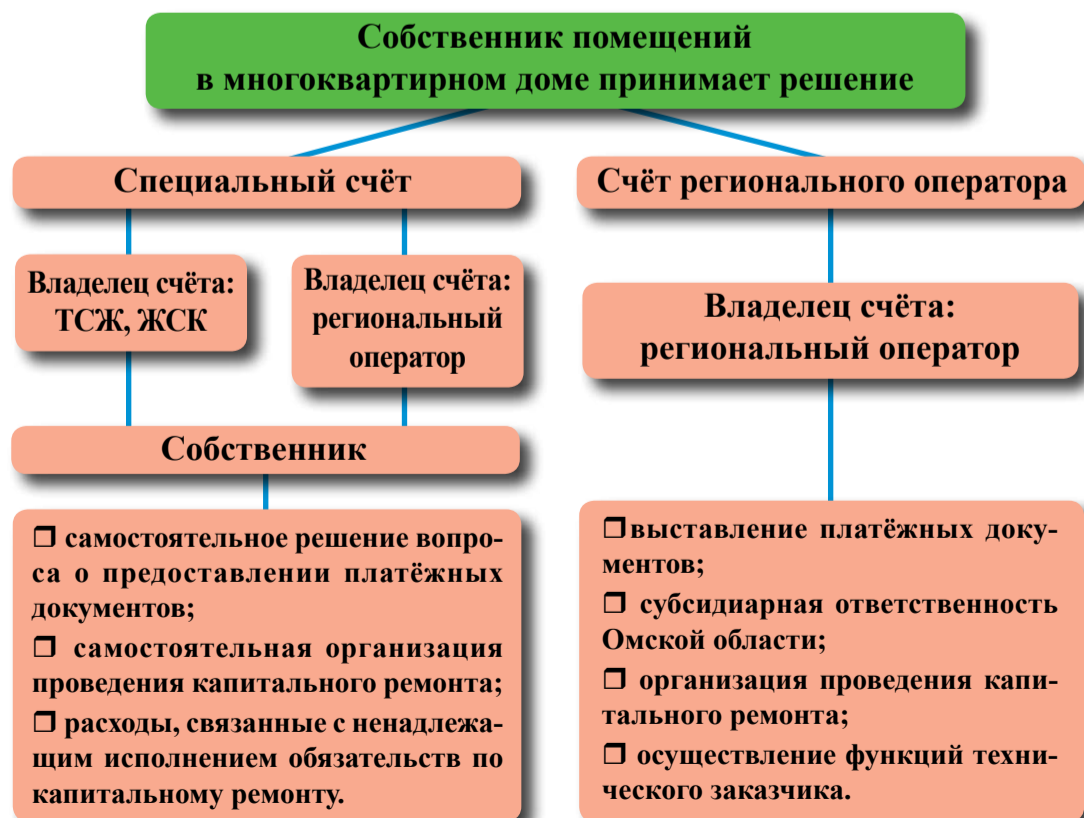 Собственник помещений
в многоквартирном доме принимает решение
Специальный счёт
Владелец счёта:
ТСЖ, ЖСК
Владелец счёта:
региональный
оператор
Собственник
❒ самостоятельное решение вопро-
са о предоставлении платёжных
документов;
❒ самостоятельная организация
проведения капитального ремонта;
❒ расходы, связанные с ненадлежа-
щим исполнением обязательств по
капитальному ремонту.
Счёт регионального оператора
Владелец счёта:
региональный оператор
❒выставление платёжных доку-
ментов;
❒ субсидиарная ответственность
Омской области;
❒ организация проведения капи-
тального ремонта;
❒ осуществление функций техни-
ческого заказчика.